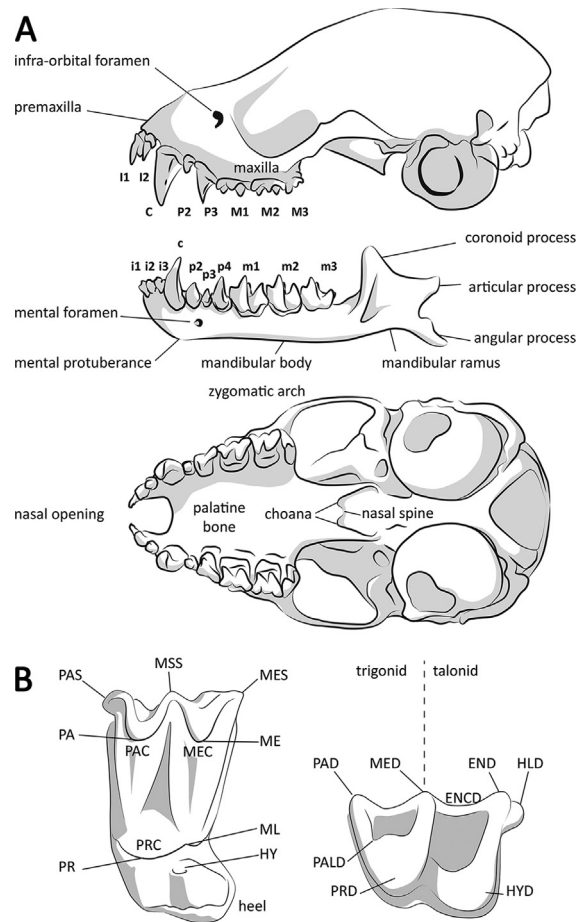 A
infra-orbital foramen
premaxilla
maxilla
I1 I2
C P2 P3 M1 M2 M3
c
i1 i2 i3 p2 p3 p4 m1 m2 m3
coronoid process
articular process
mental foramen
angular process
mental protuberance mandibular body mandibular ramus
zygomatic arch
nasal opening palatine bone choana nasal spine
B
MSS
PAS MES
PA PAC MEC ME
PRC ML
PR HY
heel
trigonid talonid
PAD MED END HLD
ENCD
PALD
PRD HYD